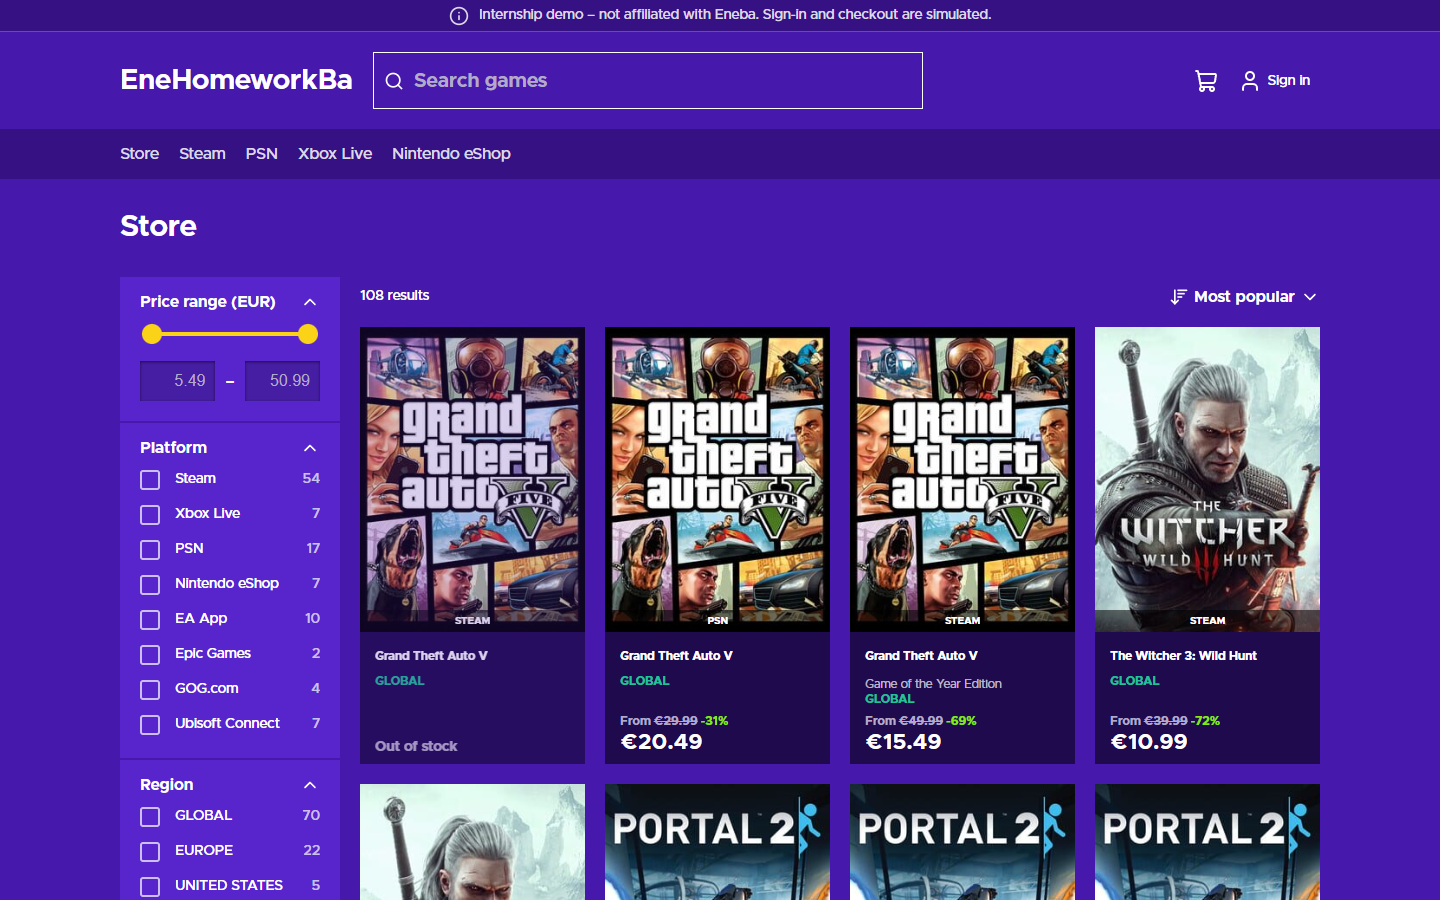 Internship demo – not affiliated with Eneba. Sign-in and checkout are simulated.
EneHomeworkBa
Search games
Sign in
Store
Steam
PSN
Xbox Live
Nintendo eShop
Store
Price range (EUR)
5.49 – 50.99
Platform
Steam 54
Xbox Live 7
PSN 17
Nintendo eShop 7
EA App 10
Epic Games 2
GOG.com 4
Ubisoft Connect 7
Region
GLOBAL 70
EUROPE 22
UNITED STATES 5
108 results
Most popular
grand
theft
auto
FIVE
STEAM
Grand Theft Auto V
GLOBAL
Out of stock
grand
theft
auto
FIVE
PSN
Grand Theft Auto V
GLOBAL
From €29.99 -31%
€20.49
grand
theft
auto
FIVE
STEAM
Grand Theft Auto V
Game of the Year Edition
GLOBAL
From €49.99 -69%
€15.49
THE
WITCHER
WILD HUNT
STEAM
The Witcher 3: Wild Hunt
GLOBAL
From €39.99 -72%
€10.99
PORTAL 2
PORTAL 2
PORTAL 2